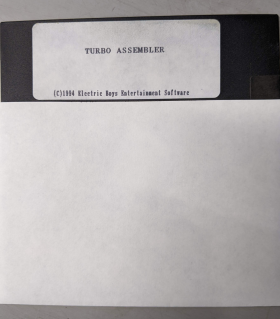 TURBO ASSEMBLER
(C)1994 Electric Boys Entertainment Software